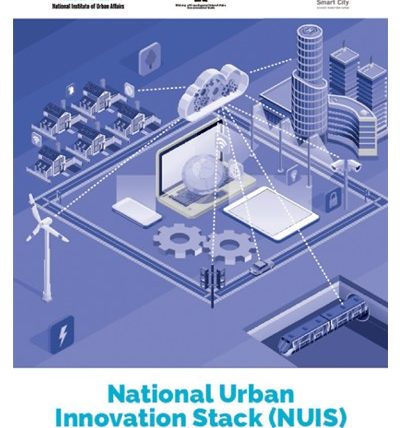 National Institute of Urban Affairs
Smart City
National Urban
Innovation Stack (NUIS)